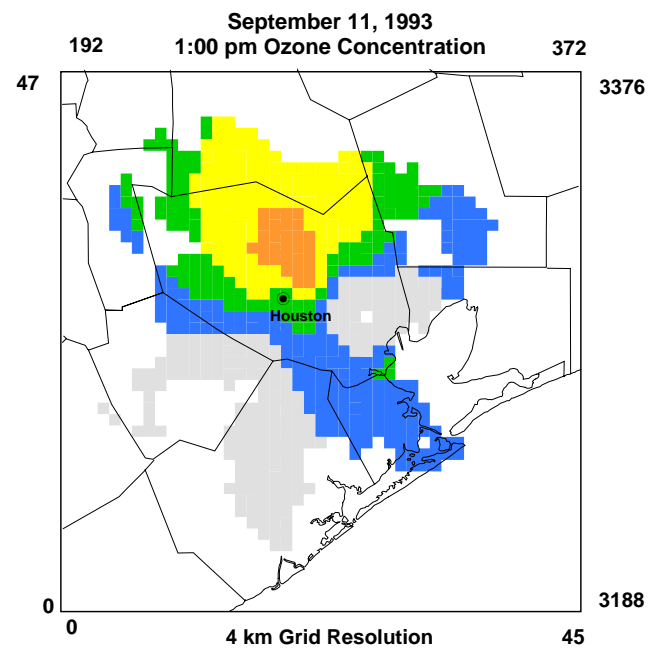 September 11, 1993
192 1:00 pm Ozone Concentration 372
47 3376
Houston
0 3188
0 4 km Grid Resolution 45